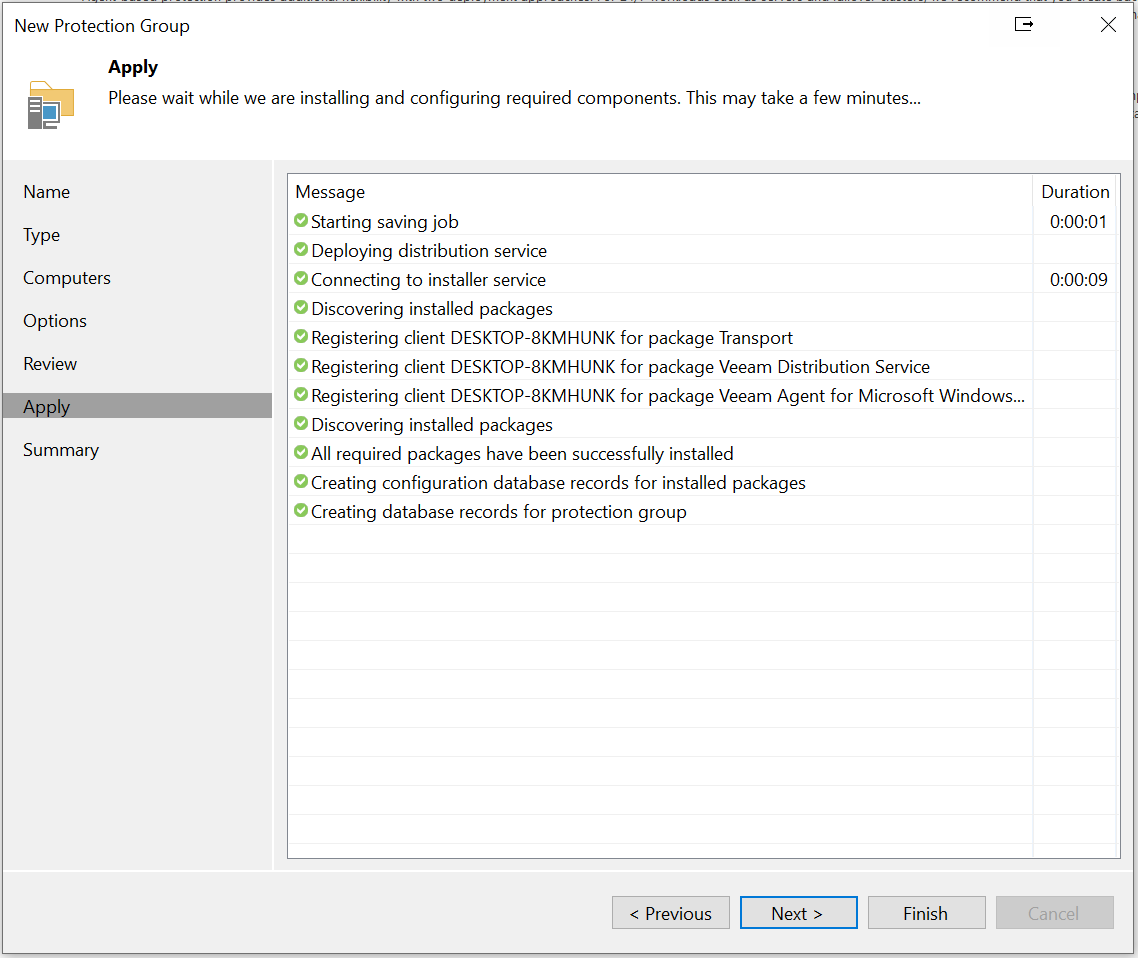 New Protection Group
Apply
Please wait while we are installing and configuring required components. This may take a few minutes...
Name
Type
Computers
Options
Review
Apply
Summary
Message Duration
Starting saving job 0:00:01
Deploying distribution service
Connecting to installer service 0:00:09
Discovering installed packages
Registering client DESKTOP-8KMHUNK for package Transport
Registering client DESKTOP-8KMHUNK for package Veeam Distribution Service
Registering client DESKTOP-8KMHUNK for package Veeam Agent for Microsoft Windows...
Discovering installed packages
All required packages have been successfully installed
Creating configuration database records for installed packages
Creating database records for protection group
< Previous Next > Finish Cancel